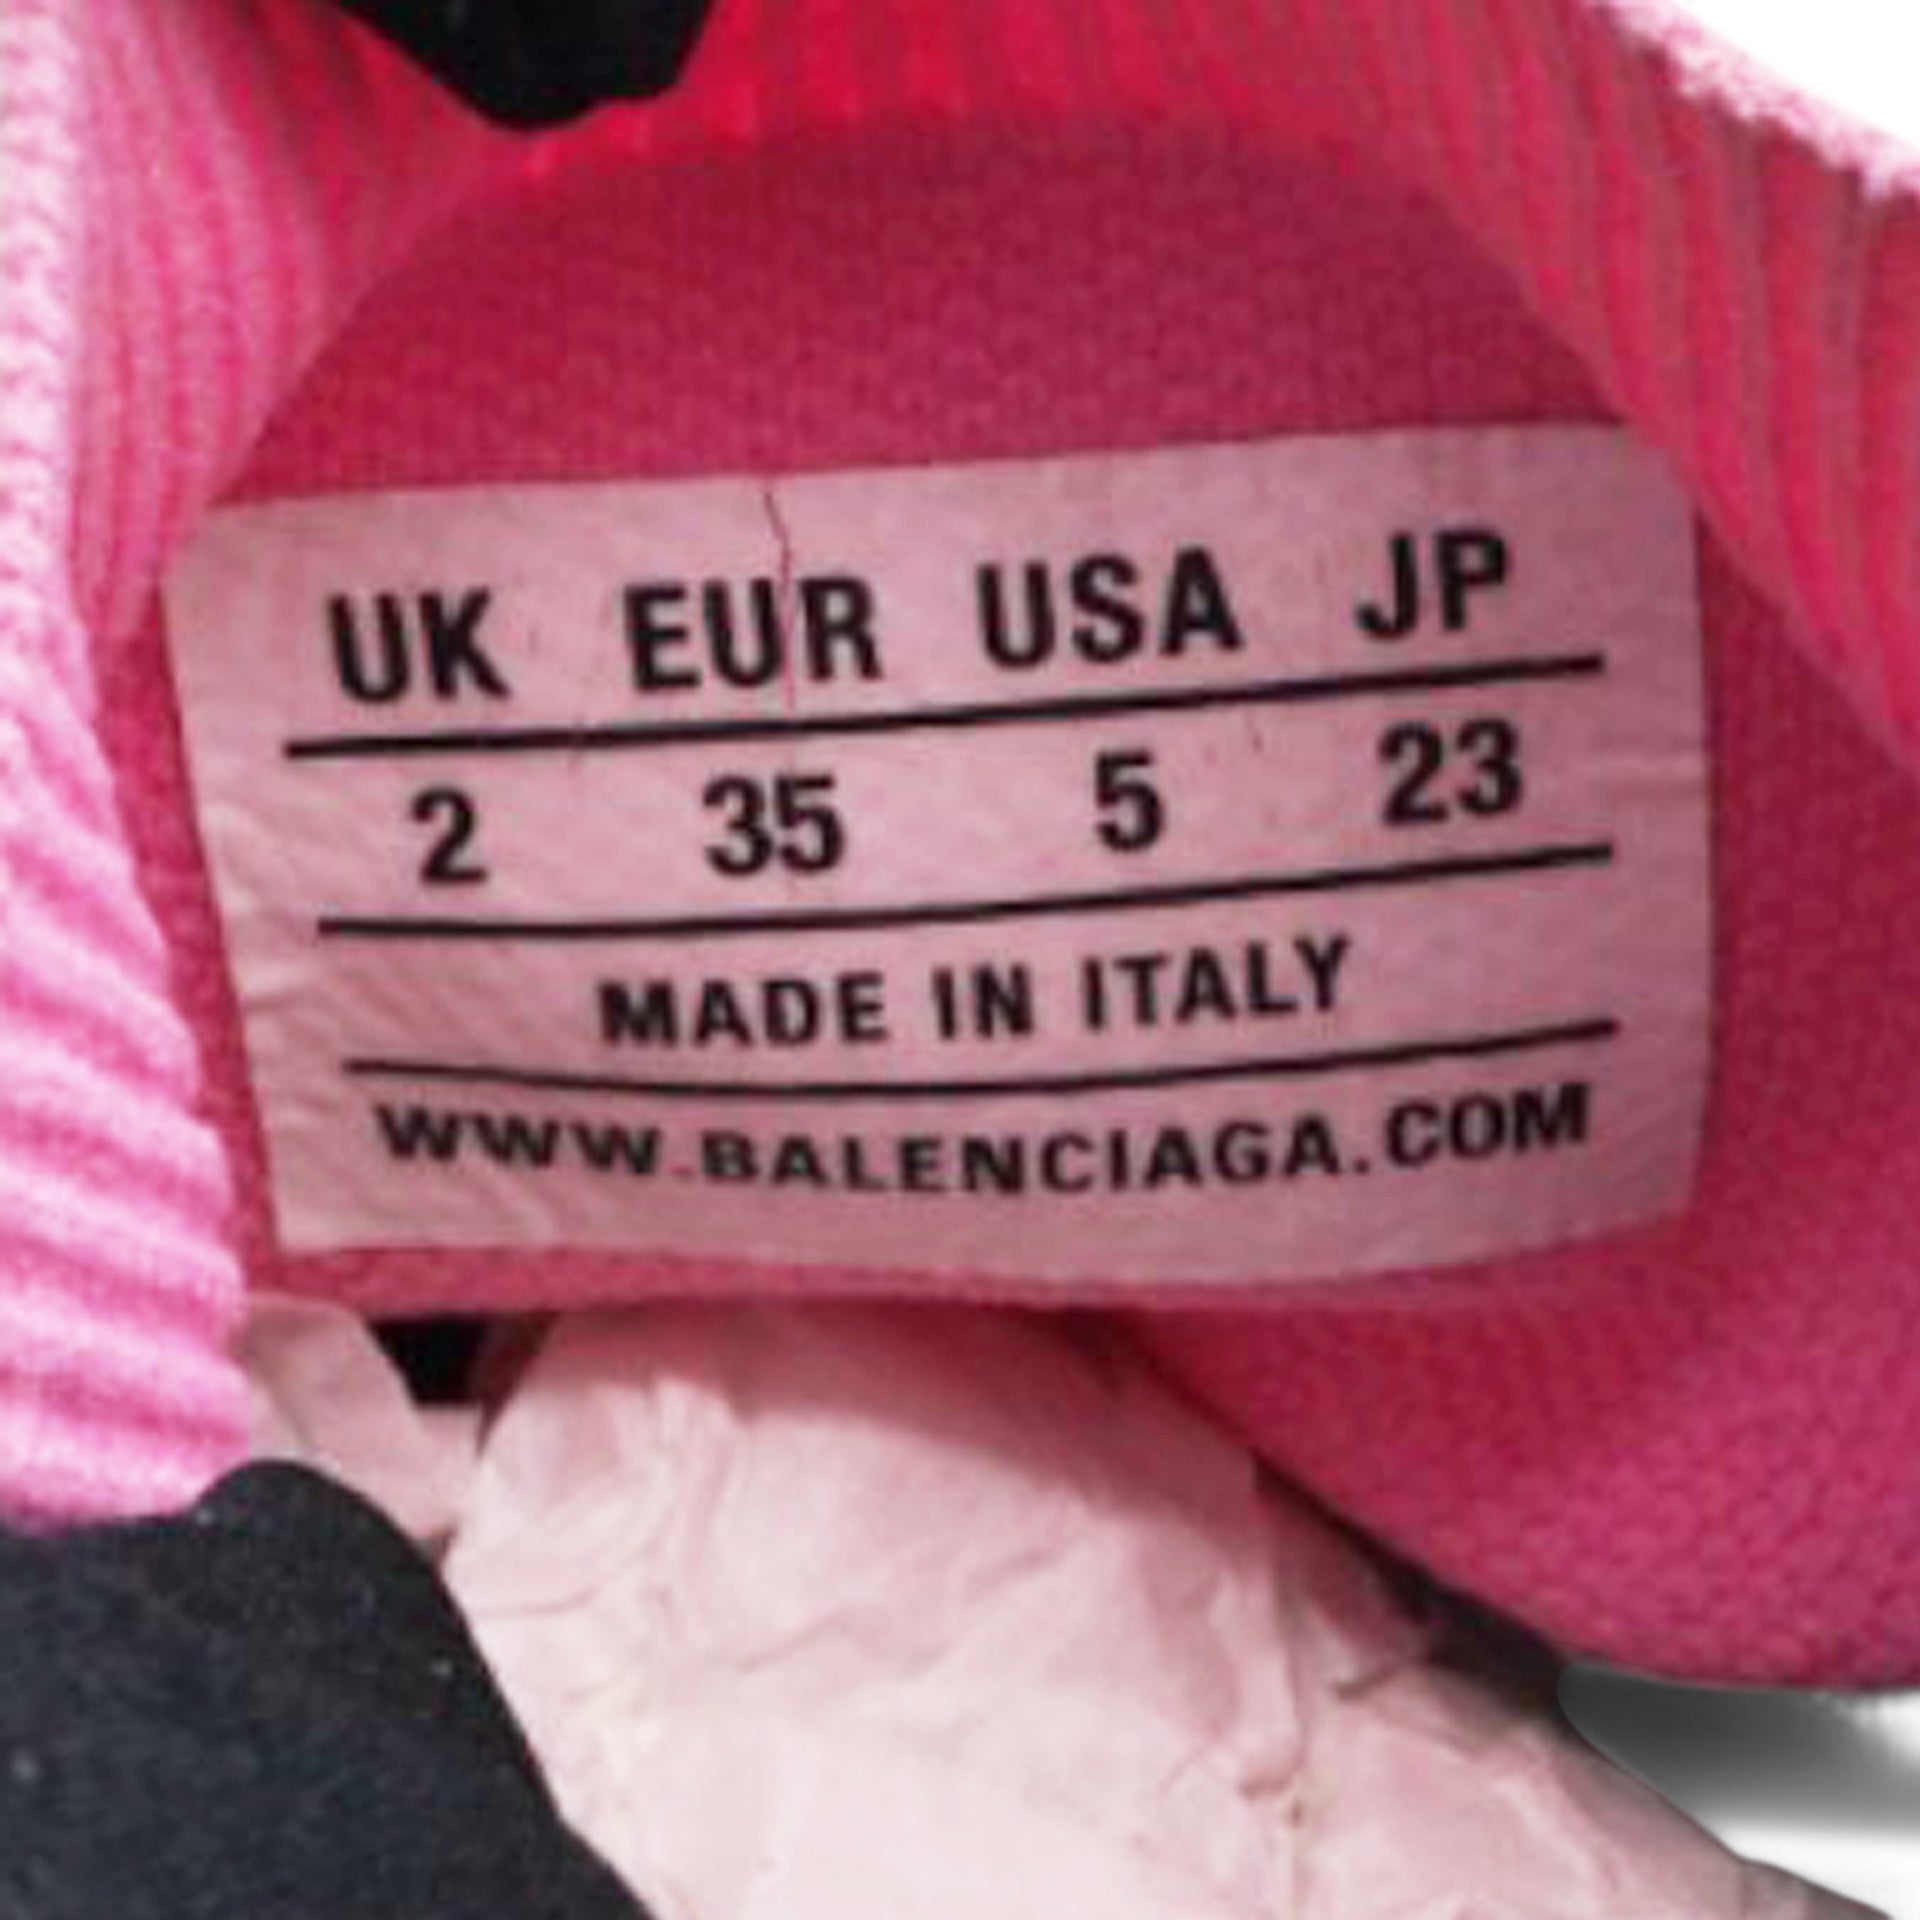 UK EUR USA JP
2 35 5 23
MADE IN ITALY
WWW.BALENCIAGA.COM